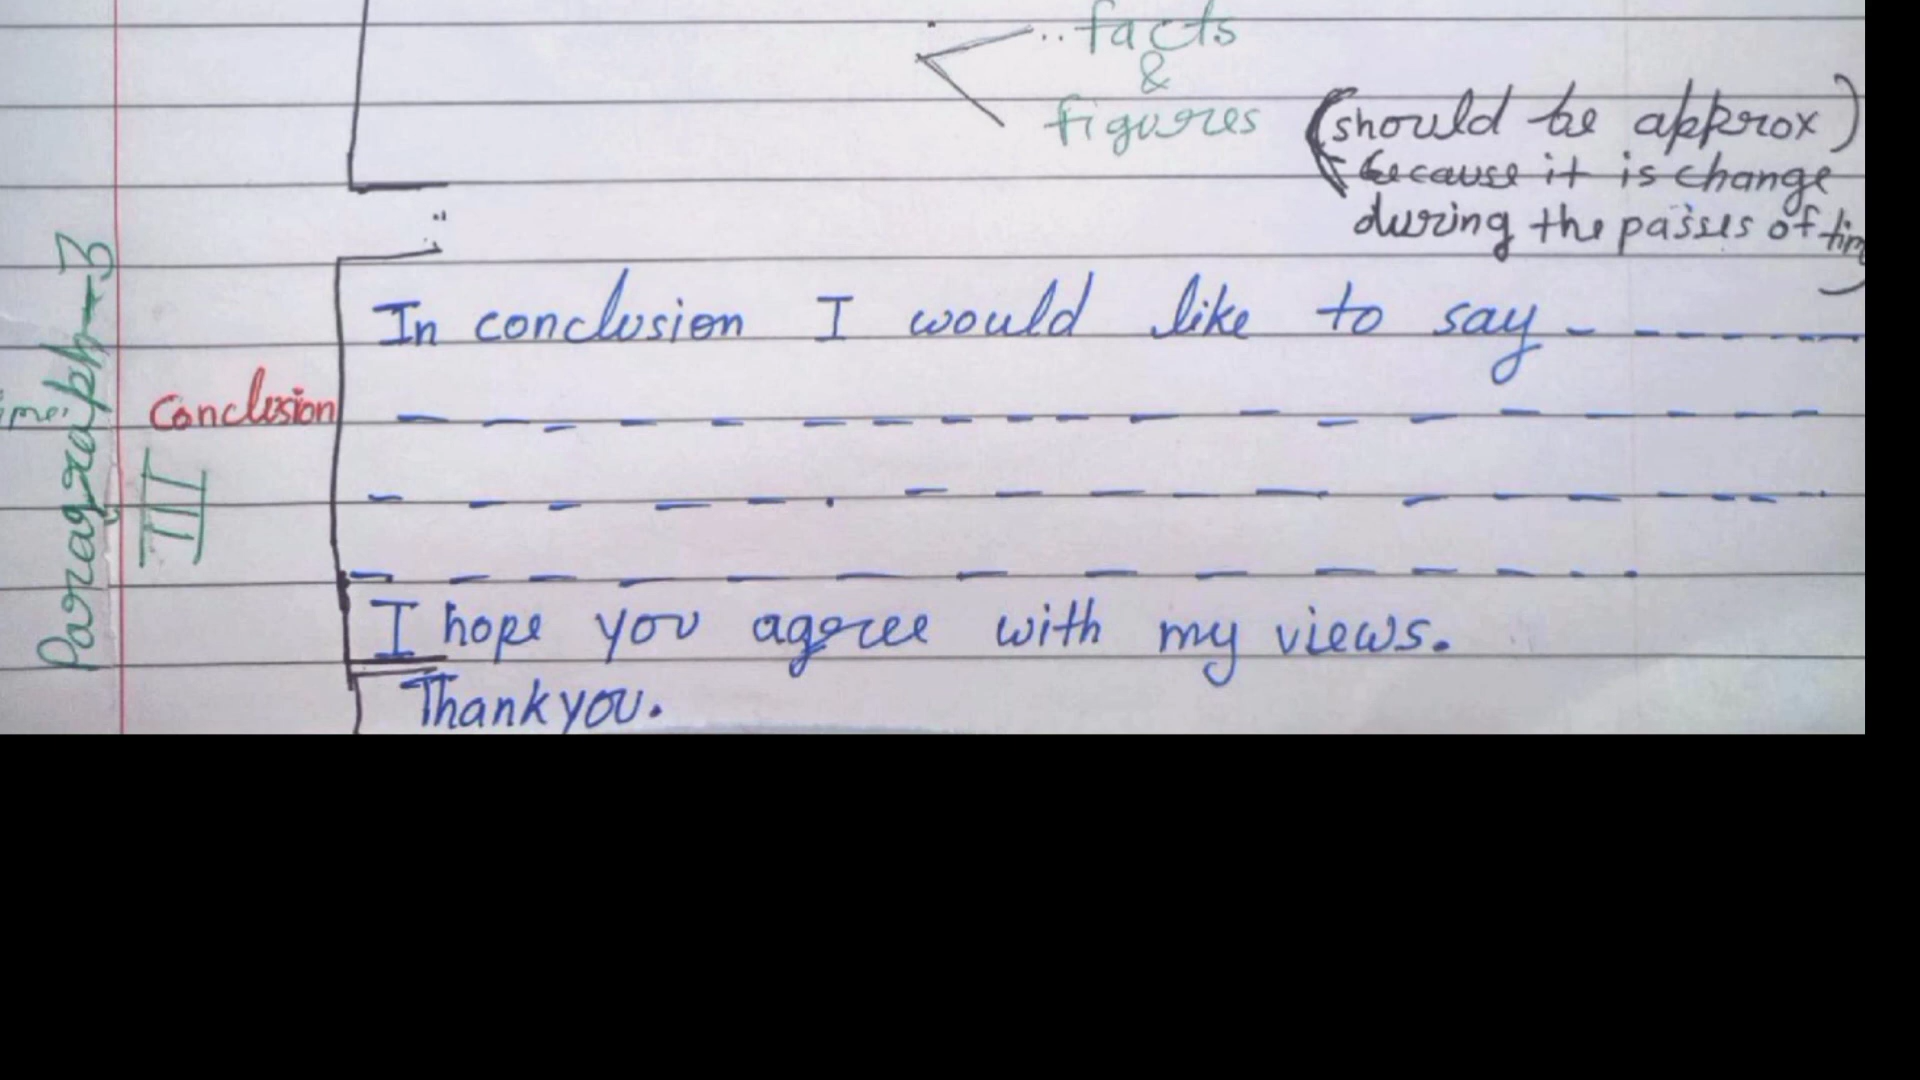 facts
&
figures
(should be approx)
(because it is change
during the passes of time)
Paragraph-3
Conclusion
III
In conclusion I would like to say
I hope you agree with my views.
Thank you.